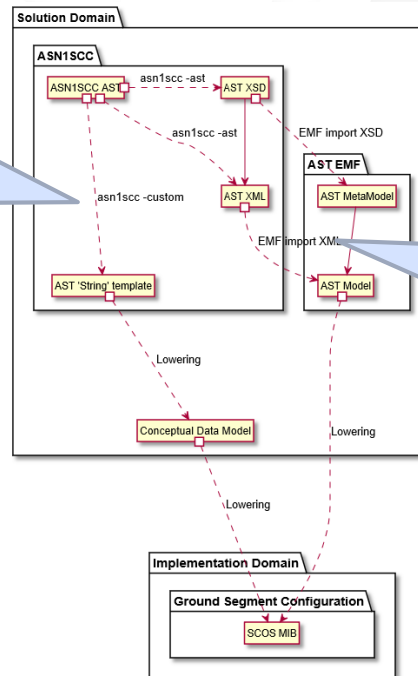 Solution Domain
ASN1SCC
ASN1SCC AST
asn1scc -ast
AST XSD
asn1scc -ast
EMF import XSD
AST EMF
asn1scc -custom
AST XML
AST MetaModel
EMF import XML
AST 'String' template
AST Model
Lowering
Conceptual Data Model
Lowering
Lowering
Implementation Domain
Ground Segment Configuration
SCOS MIB